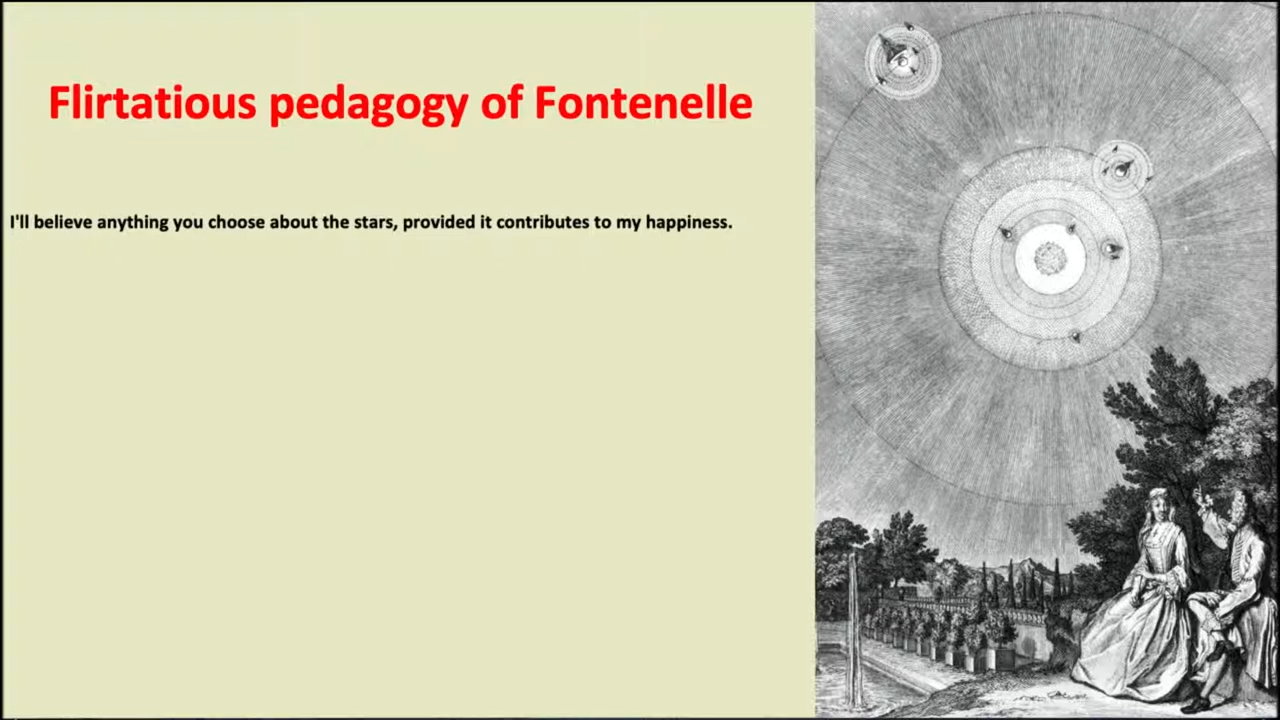 Flirtatious pedagogy of Fontenelle
I'll believe anything you choose about the stars, provided it contributes to my happiness.